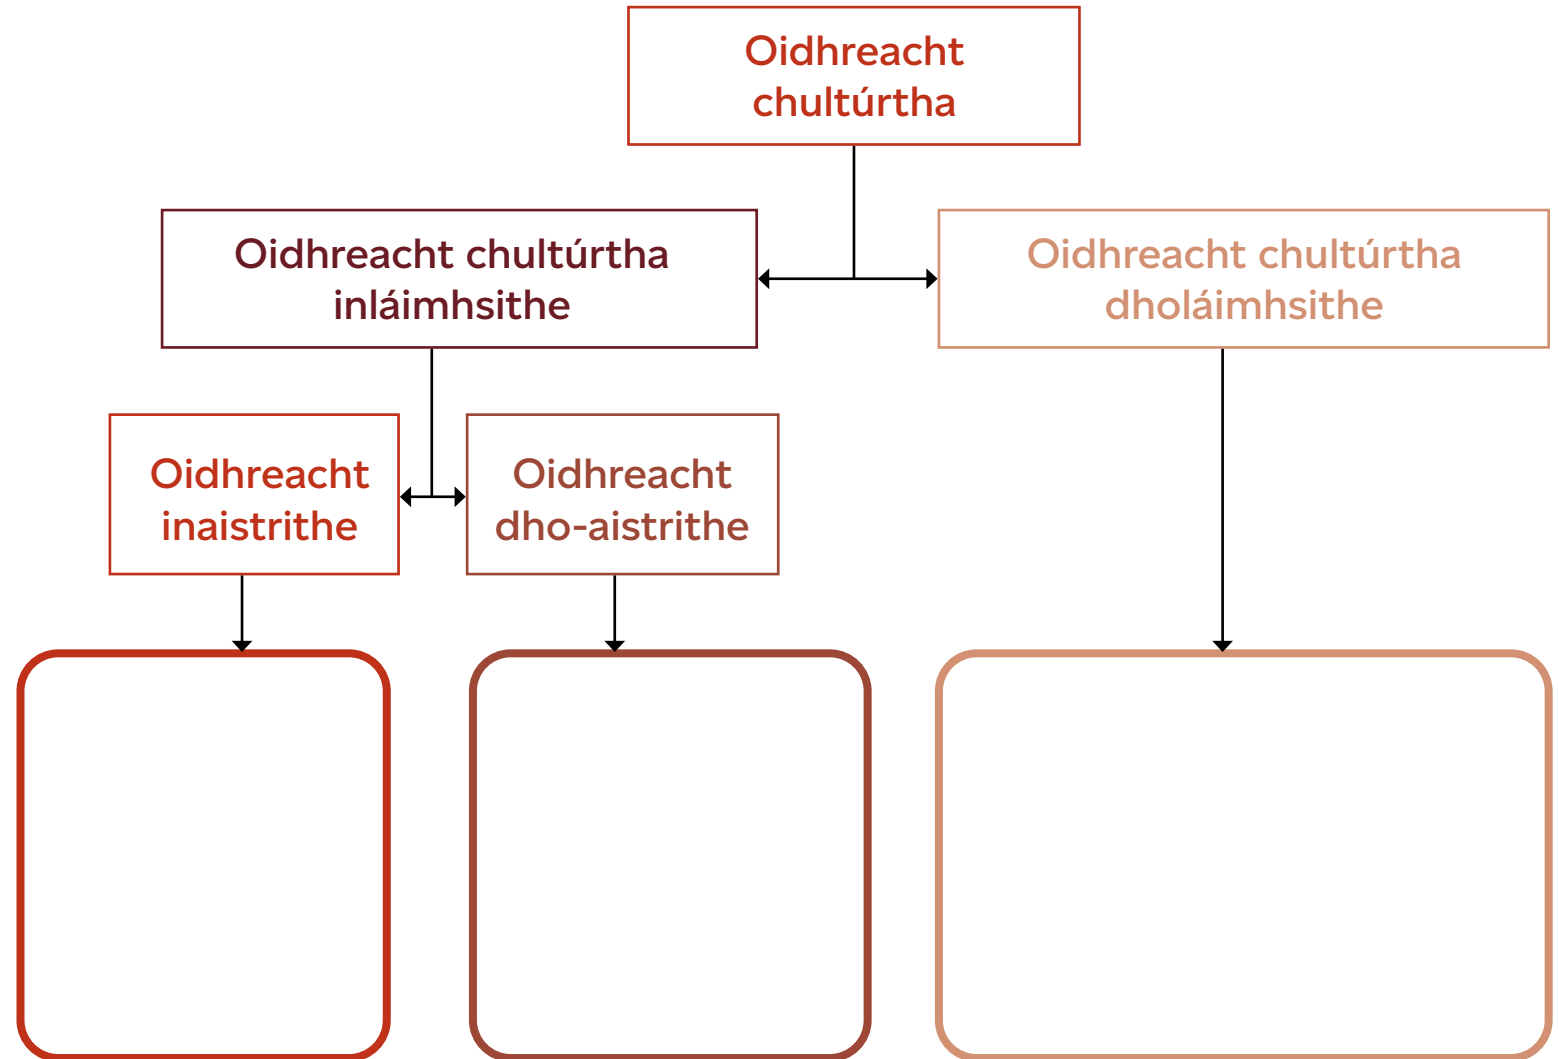 Oidhreacht
chultúrtha
Oidhreacht chultúrtha
inláimhsithe
Oidhreacht chultúrtha
dholáimhsithe
Oidhreacht
inaistrithe
Oidhreacht
dho-aistrithe